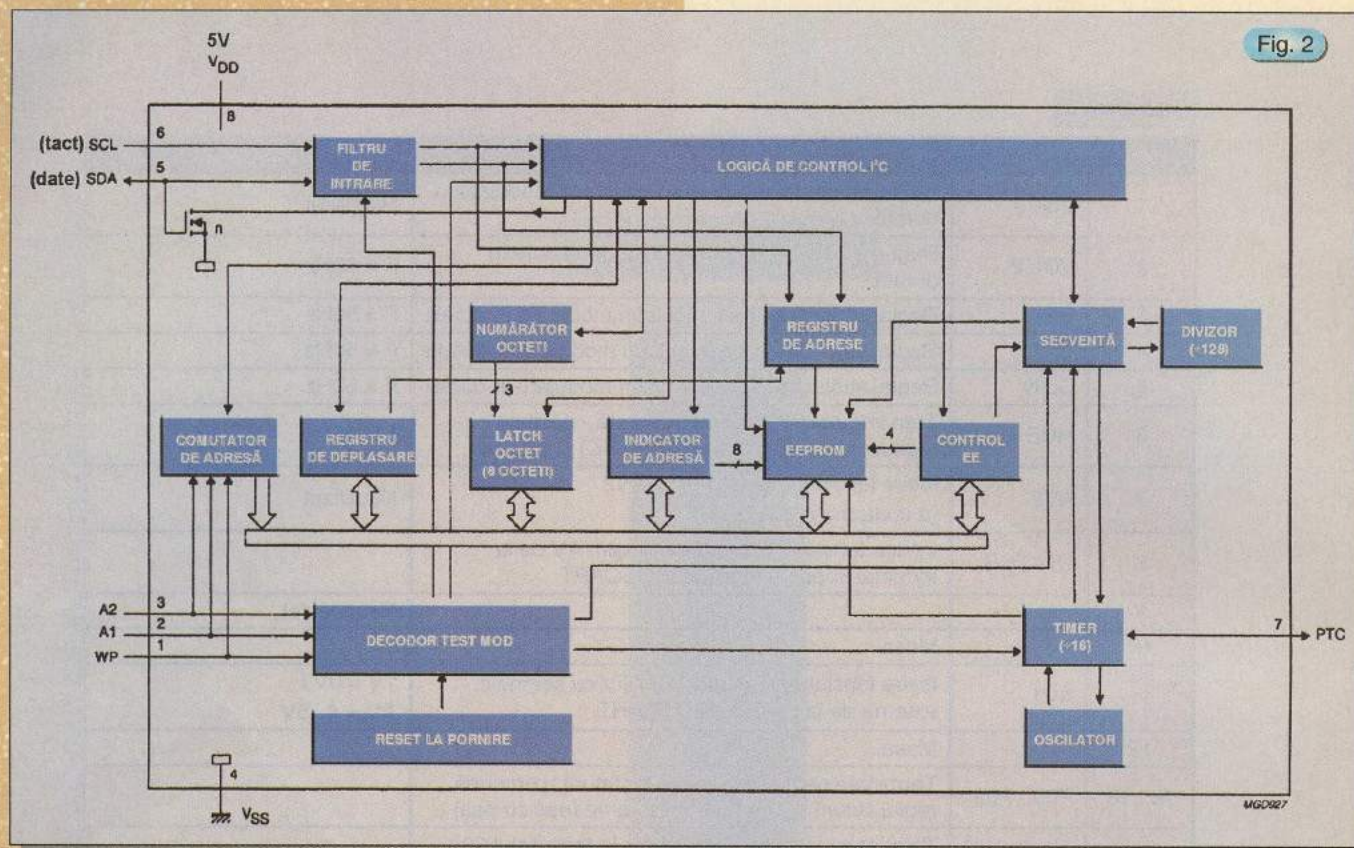 Fig. 2
5V
VDD
8
(tact) SCL
6
(date) SDA
5
n
FILTRU
DE
INTRARE
LOGICĂ DE CONTROL I²C
NUMĂRĂTOR
OCTETI
3
REGISTRU
DE ADRESE
SECVENTĂ
DIVIZOR
(÷128)
COMUTATOR
DE ADRESĂ
REGISTRU
DE DEPLASARE
LATCH
OCTET
(8 OCTETI)
INDICATOR
DE ADRESĂ
8
EEPROM
4
CONTROL
EE
A2
3
A1
2
WP
1
DECODOR TEST MOD
TIMER
(÷16)
7
PTC
RESET LA PORNIRE
OSCILATOR
4
VSS
MGD927